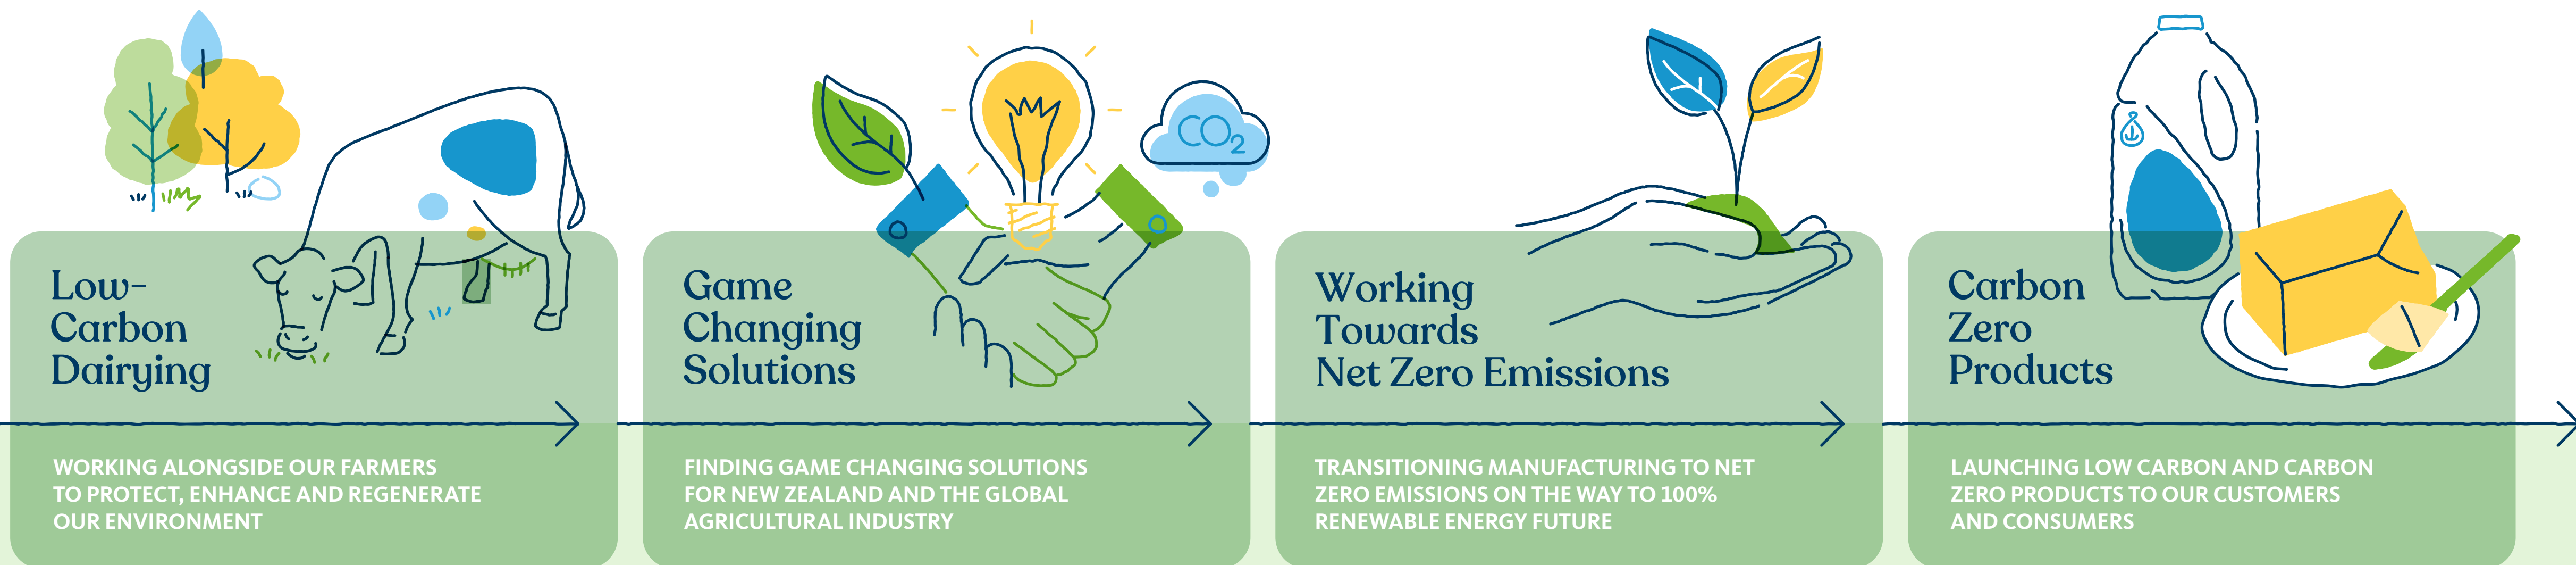 Low-
Carbon
Dairying
WORKING ALONGSIDE OUR FARMERS
TO PROTECT, ENHANCE AND REGENERATE
OUR ENVIRONMENT
CO2
Game
Changing
Solutions
FINDING GAME CHANGING SOLUTIONS
FOR NEW ZEALAND AND THE GLOBAL
AGRICULTURAL INDUSTRY
Working
Towards
Net Zero Emissions
TRANSITIONING MANUFACTURING TO NET
ZERO EMISSIONS ON THE WAY TO 100%
RENEWABLE ENERGY FUTURE
Carbon
Zero
Products
LAUNCHING LOW CARBON AND CARBON
ZERO PRODUCTS TO OUR CUSTOMERS
AND CONSUMERS